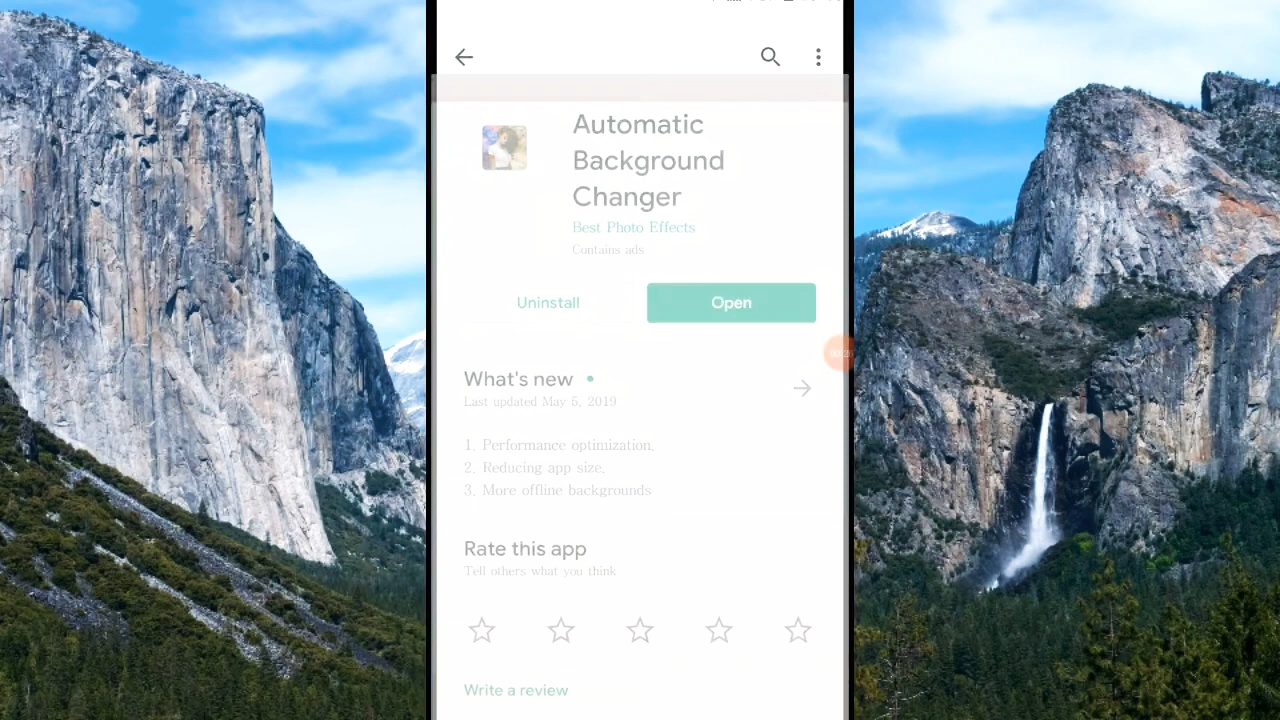 Automatic
Background
Changer
Best Photo Effects
Contains ads
Uninstall
Open
What's new
Last updated May 5, 2019
1. Performance optimization.
2. Reducing app size.
3. More offline backgrounds
Rate this app
Tell others what you think
Write a review